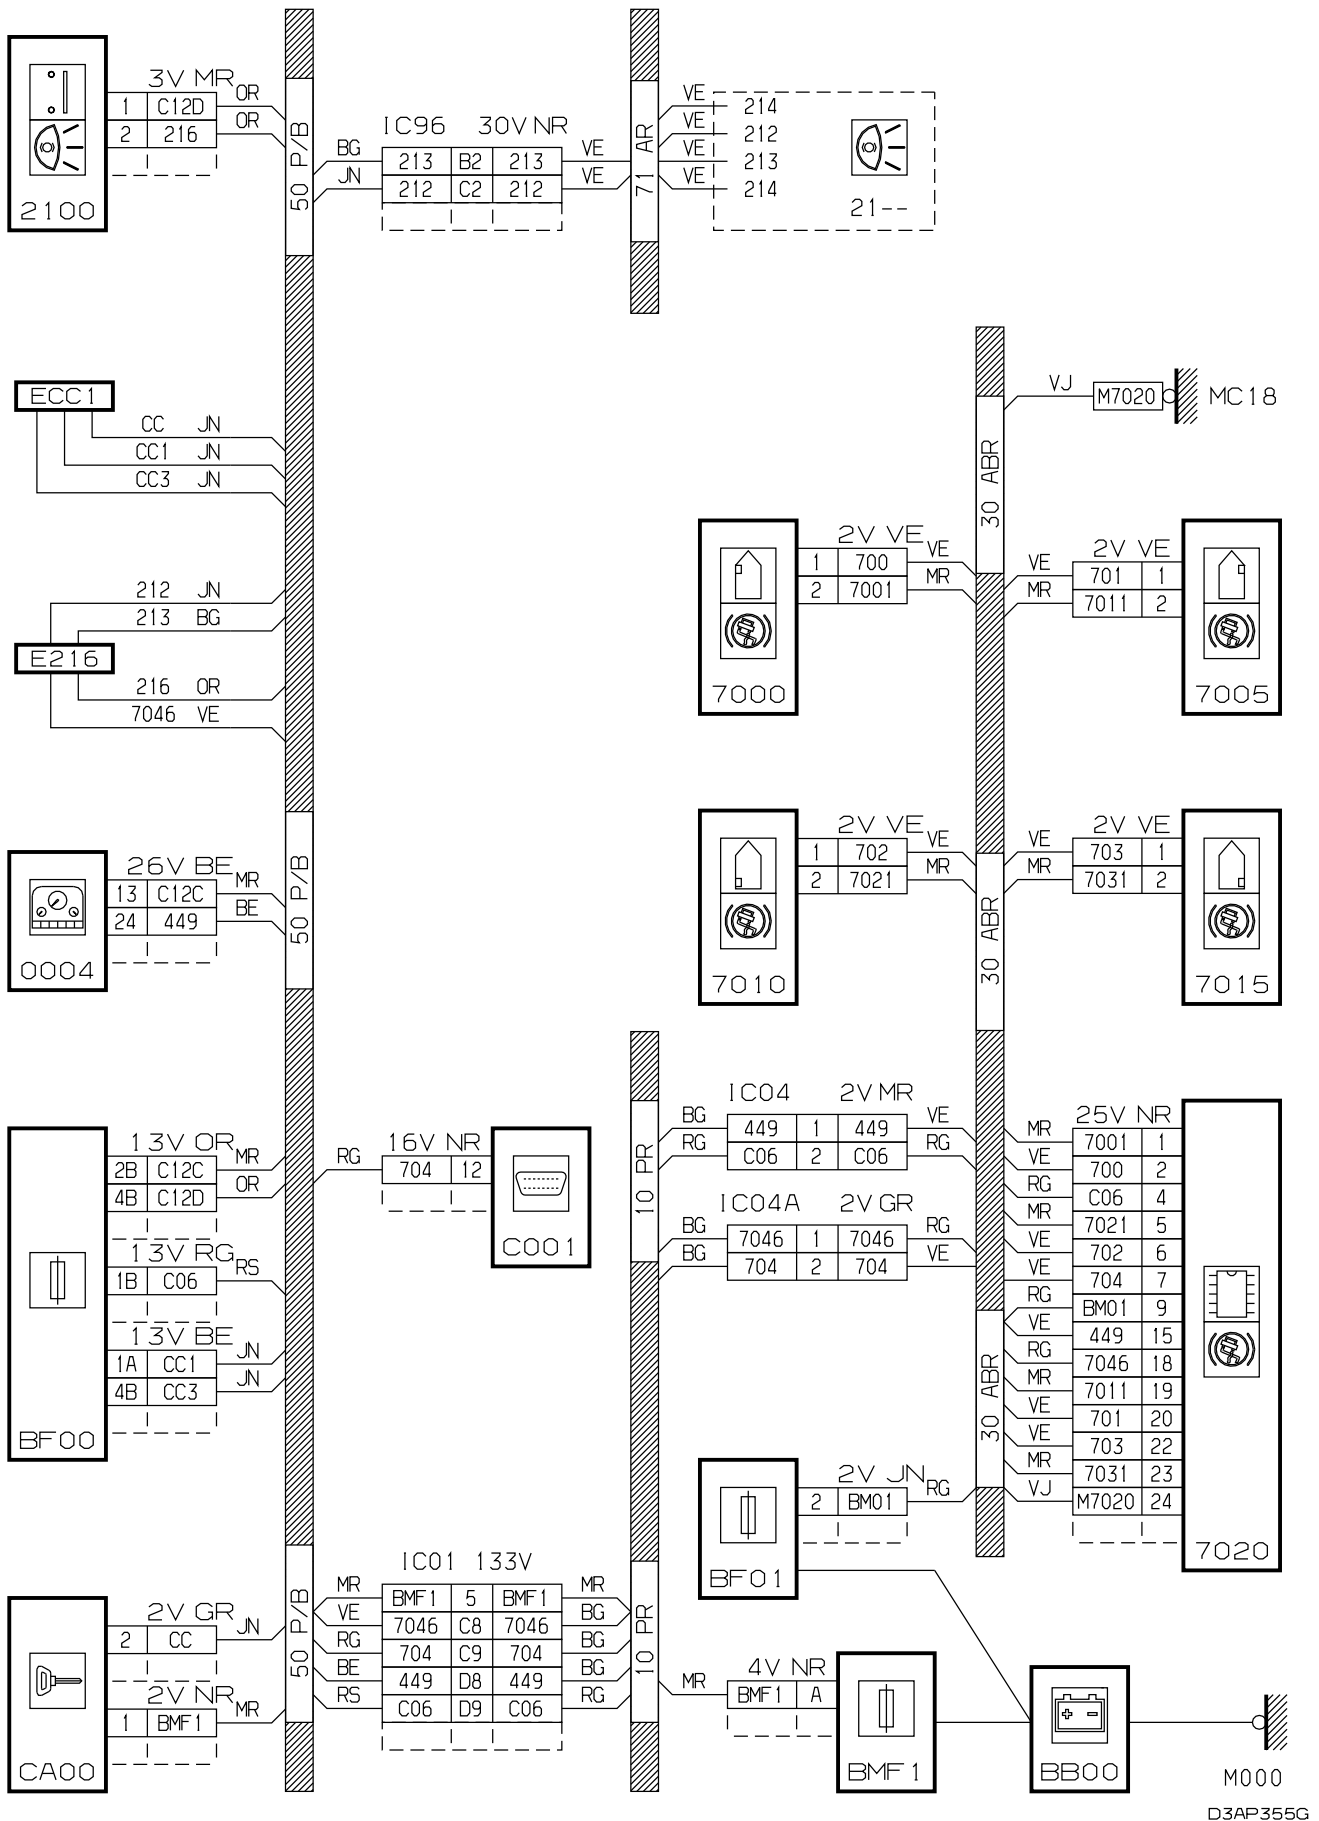 3V MR
1 C12D OR
2 216 OR
2100
50 P/B
BG
JN
IC96 30V NR
213 B2 213 VE
212 C2 212 VE
71 AR
VE 214
VE 212
VE 213
VE 214
21--
ECC1
CC JN
CC1 JN
CC3 JN
212 JN
213 BG
E216
216 OR
7046 VE
30 ABR
VJ M7020 MC18
2V VE
1 700 VE
2 7001 MR
7000
2V VE
VE 701 1
MR 7011 2
7005
26V BE
13 C12C MR
24 449 BE
0004
50 P/B
2V VE
1 702 VE
2 7021 MR
7010
30 ABR
2V VE
VE 703 1
MR 7031 2
7015
13V OR
2B C12C MR
4B C12D OR
13V RG
1B C06 RS
13V BE
1A CC1 JN
4B CC3 JN
BF00
16V NR
RG 704 12
C001
10 PR
IC04 2V MR
BG 449 1 449 VE
RG C06 2 C06 RG
IC04A 2V GR
BG 7046 1 7046 RG
BG 704 2 704 VE
25V NR
MR 7001 1
VE 700 2
RG C06 4
MR 7021 5
VE 702 6
VE 704 7
RG BM01 9
VE 449 15
RG 7046 18
MR 7011 19
VE 701 20
VE 703 22
MR 7031 23
VJ M7020 24
7020
30 ABR
2V JN
2 BM01 RG
BF01
2V GR
2 CC JN
2V NR
1 BMF1 MR
CA00
50 P/B
IC01 133V
MR BMF1 5 BMF1 MR
VE 7046 C8 7046 BG
RG 704 C9 704 BG
BE 449 D8 449 BG
RS C06 D9 C06 RG
10 PR
4V NR
MR BMF1 A
BMF1
BB00
M000
D3AP355G